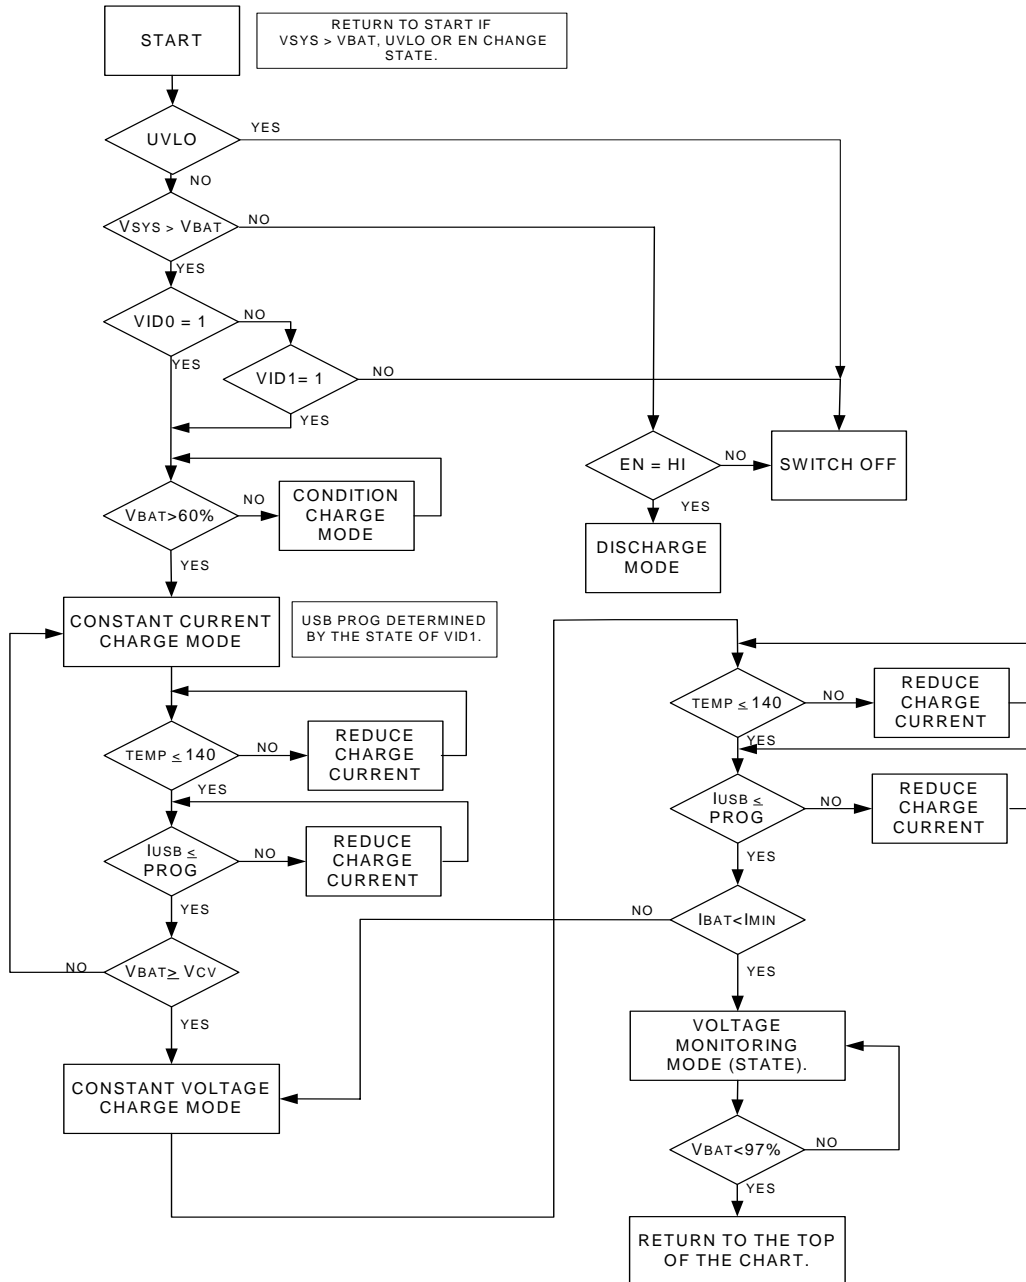 START
RETURN TO START IF
VSYS > VBAT, UVLO OR EN CHANGE
STATE.
UVLO
YES
NO
VSYS > VBAT
NO
YES
VID0 = 1
NO
YES
VID1= 1
NO
YES
EN = HI
NO
SWITCH OFF
YES
DISCHARGE
MODE
VBAT>60%
NO
CONDITION
CHARGE
MODE
YES
CONSTANT CURRENT
CHARGE MODE
USB PROG DETERMINED
BY THE STATE OF VID1.
TEMP ≤ 140
NO
REDUCE
CHARGE
CURRENT
YES
IUSB ≤
PROG
NO
REDUCE
CHARGE
CURRENT
YES
VBAT ≥ VCV
NO
YES
CONSTANT VOLTAGE
CHARGE MODE
TEMP ≤ 140
NO
REDUCE
CHARGE
CURRENT
YES
IUSB ≤
PROG
NO
REDUCE
CHARGE
CURRENT
YES
IBAT<IMIN
NO
YES
VOLTAGE
MONITORING
MODE (STATE).
VBAT<97%
NO
YES
RETURN TO THE TOP
OF THE CHART.